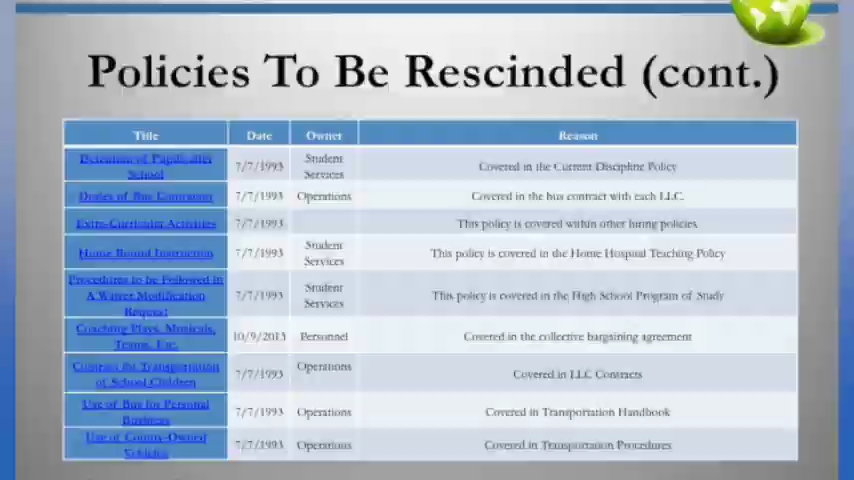 Policies To Be Rescinded (cont.)
Title Date Owner Reason
Detention of Pupils after School 7/7/1993 Student Services Covered in the Current Discipline Policy
Duties of Bus Contractor 7/7/1993 Operations Covered in the bus contract with each LLC.
Extra-Curricular Activities 7/7/1993 This policy is covered within other hiring policies
Home Bound Instruction 7/7/1993 Student Services This policy is covered in the Home Hospital Teaching Policy
Procedures to be Followed in A Waiver Modification Request 7/7/1993 Student Services This policy is covered in the High School Program of Study
Coaching Plays, Musicals, Teams, Etc. 10/9/2013 Personnel Covered in the collective bargaining agreement
Contract for Transportation of School Children 7/7/1993 Operations Covered in LLC Contracts
Use of Bus for Personal Business 7/7/1993 Operations Covered in Transportation Handbook
Use of County-Owned Vehicles 7/7/1993 Operations Covered in Transportation Procedures